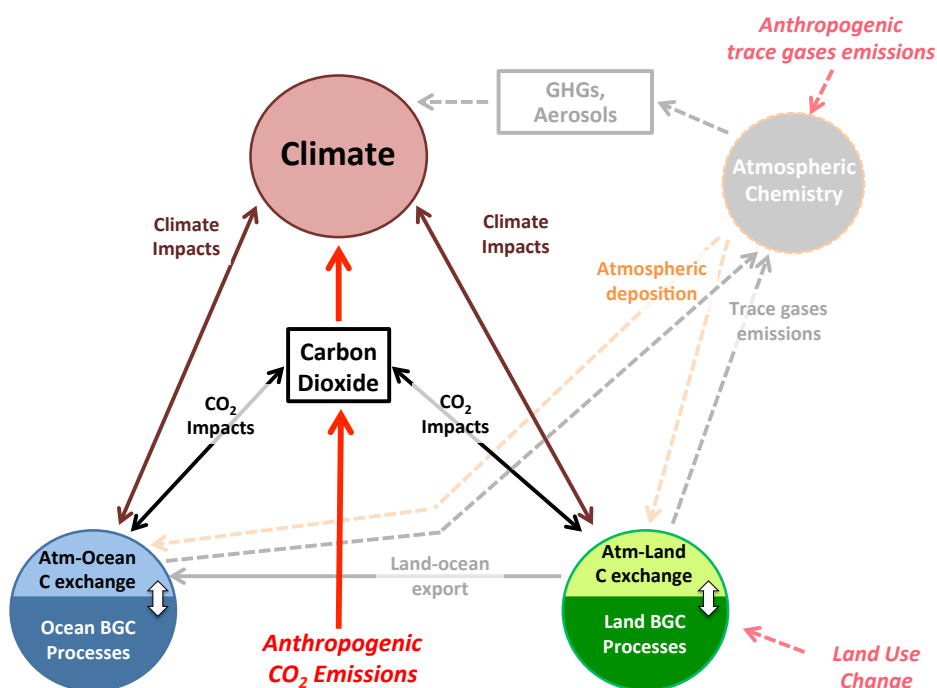 Anthropogenic
trace gases emissions
GHGs,
Aerosols
Climate
Atmospheric
Chemistry
Climate
Impacts
Climate
Impacts
Atmospheric
deposition
Trace gases
emissions
Carbon
Dioxide
CO₂
Impacts
CO₂
Impacts
Atm-Ocean
C exchange
Ocean BGC
Processes
Land-ocean
export
Atm-Land
C exchange
Land BGC
Processes
Anthropogenic
CO₂ Emissions
Land Use
Change